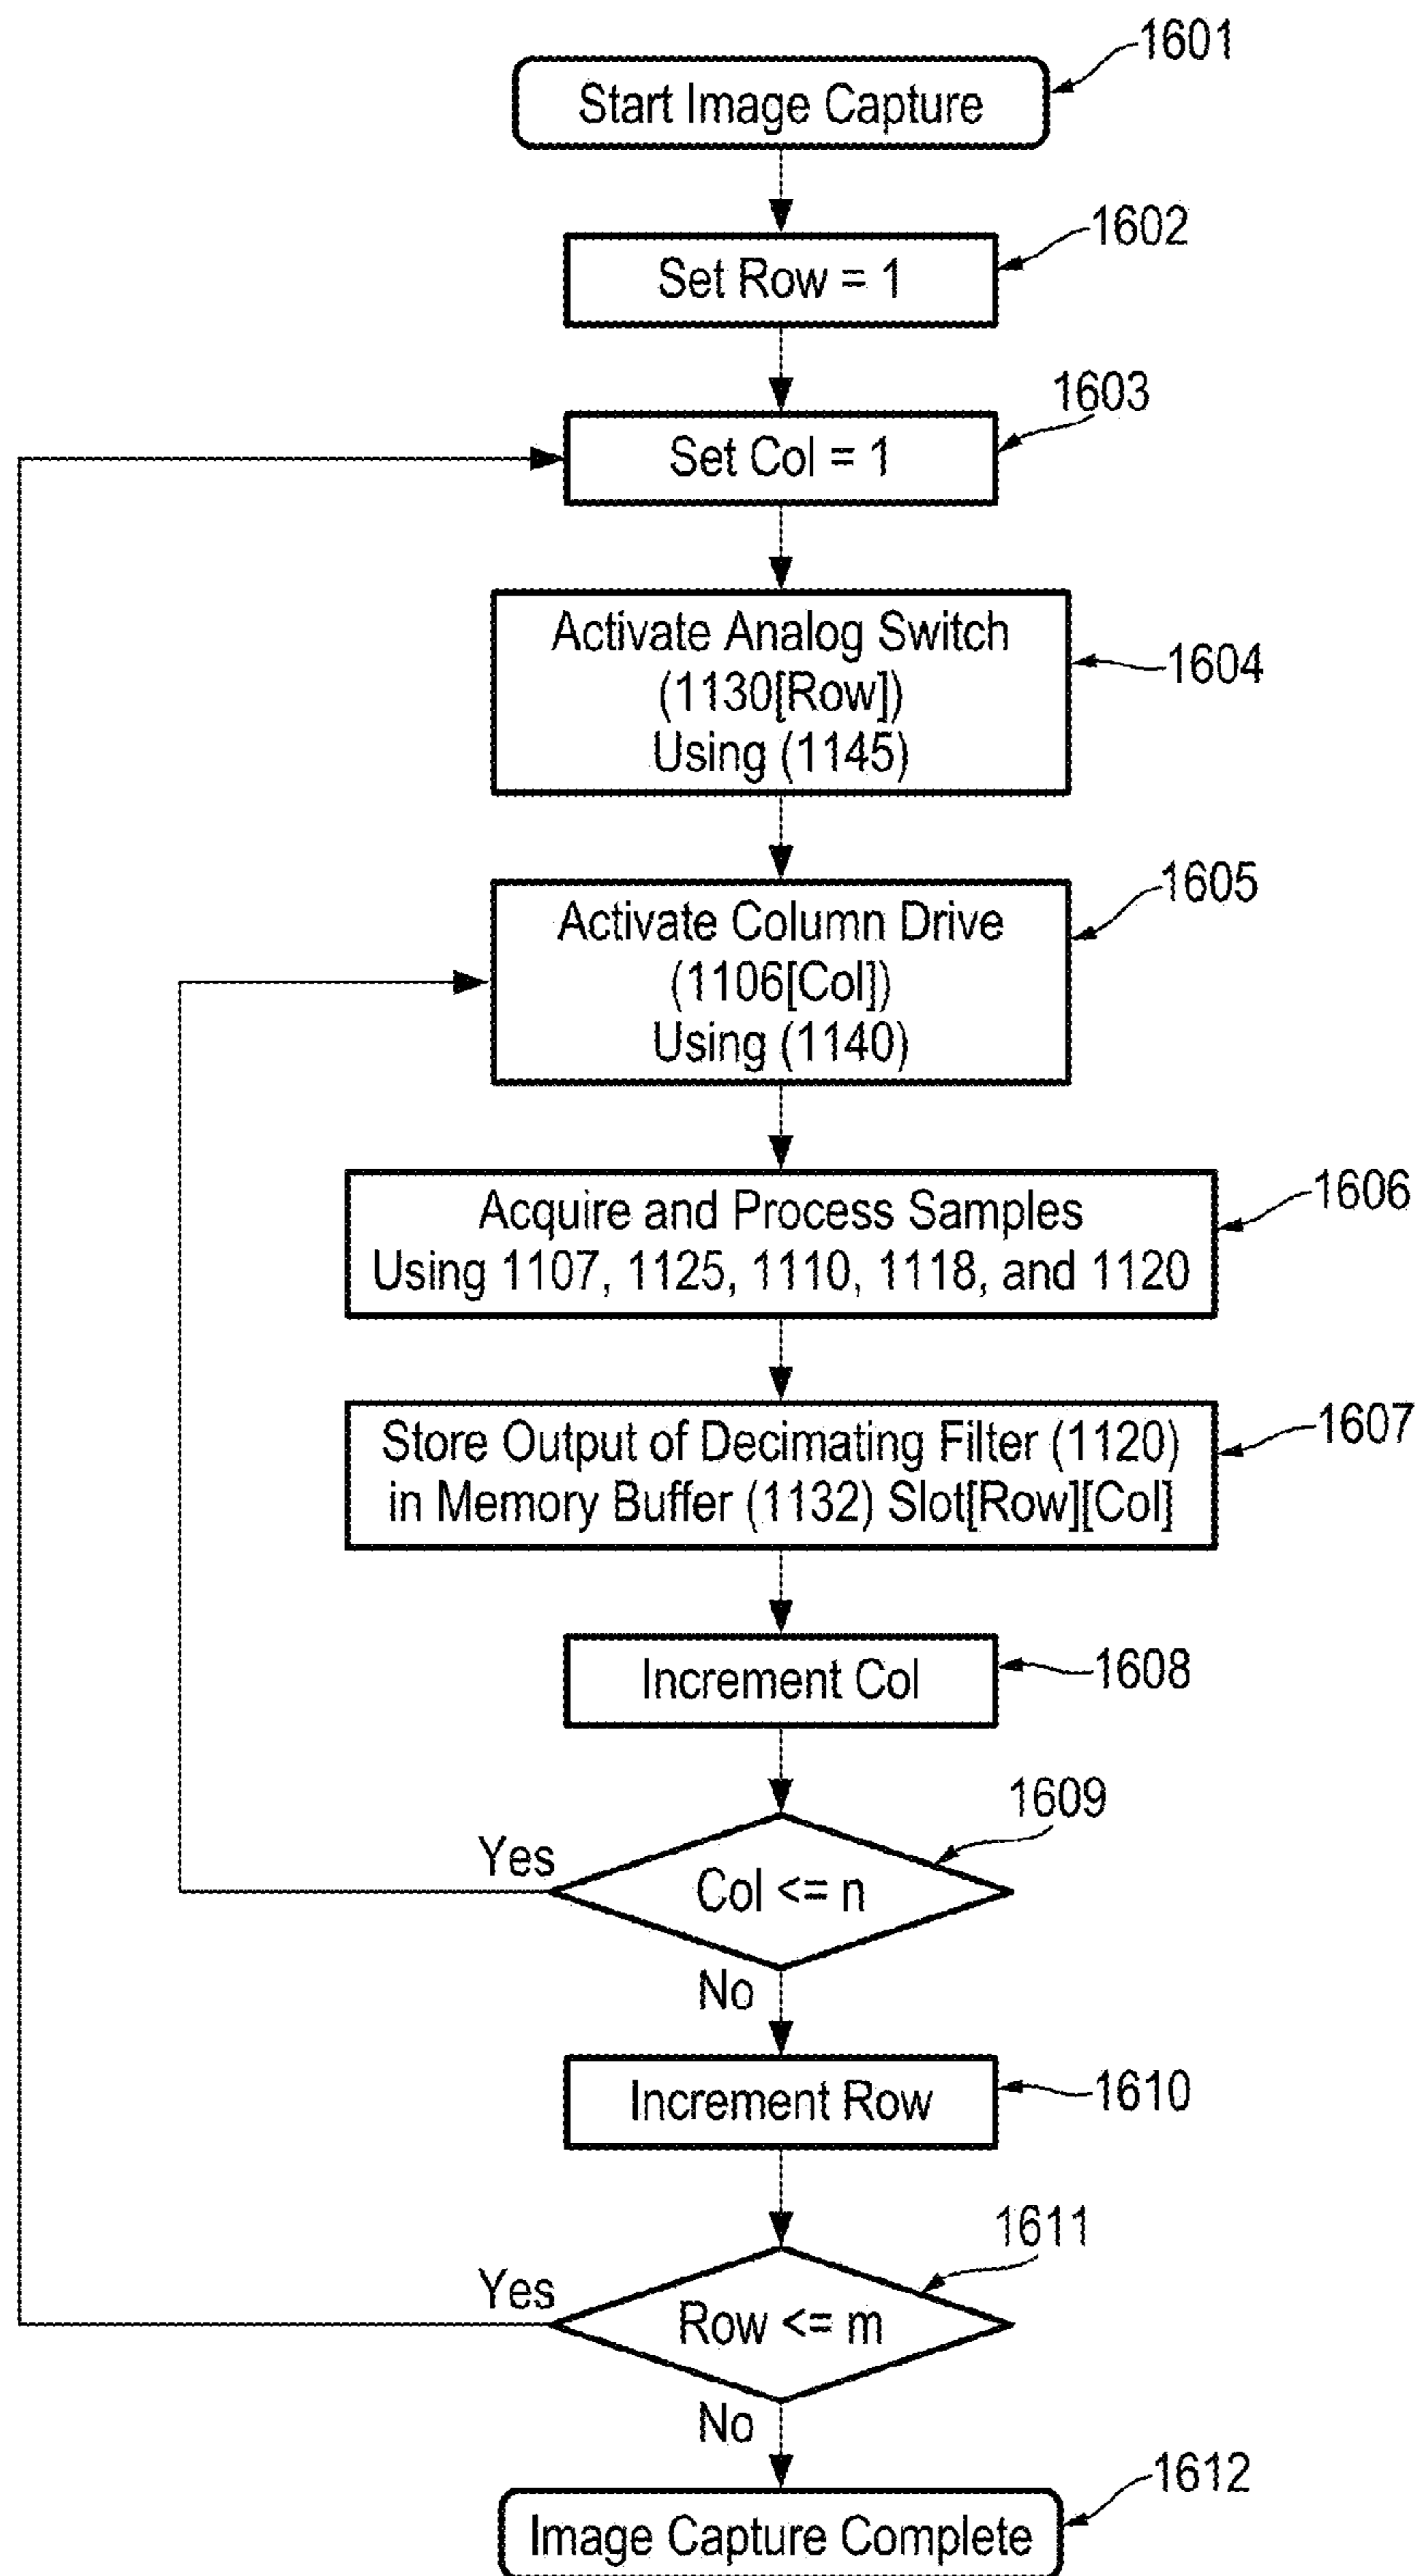 1601
Start Image Capture
1602
Set Row = 1
1603
Set Col = 1
Activate Analog Switch
(1130[Row])
Using (1145)
1604
Activate Column Drive
(1106[Col])
Using (1140)
1605
Acquire and Process Samples
Using 1107, 1125, 1110, 1118, and 1120
1606
Store Output of Decimating Filter (1120)
in Memory Buffer (1132) Slot[Row][Col]
1607
Increment Col
1608
1609
Yes
Col <= n
No
Increment Row
1610
1611
Yes
Row <= m
No
1612
Image Capture Complete